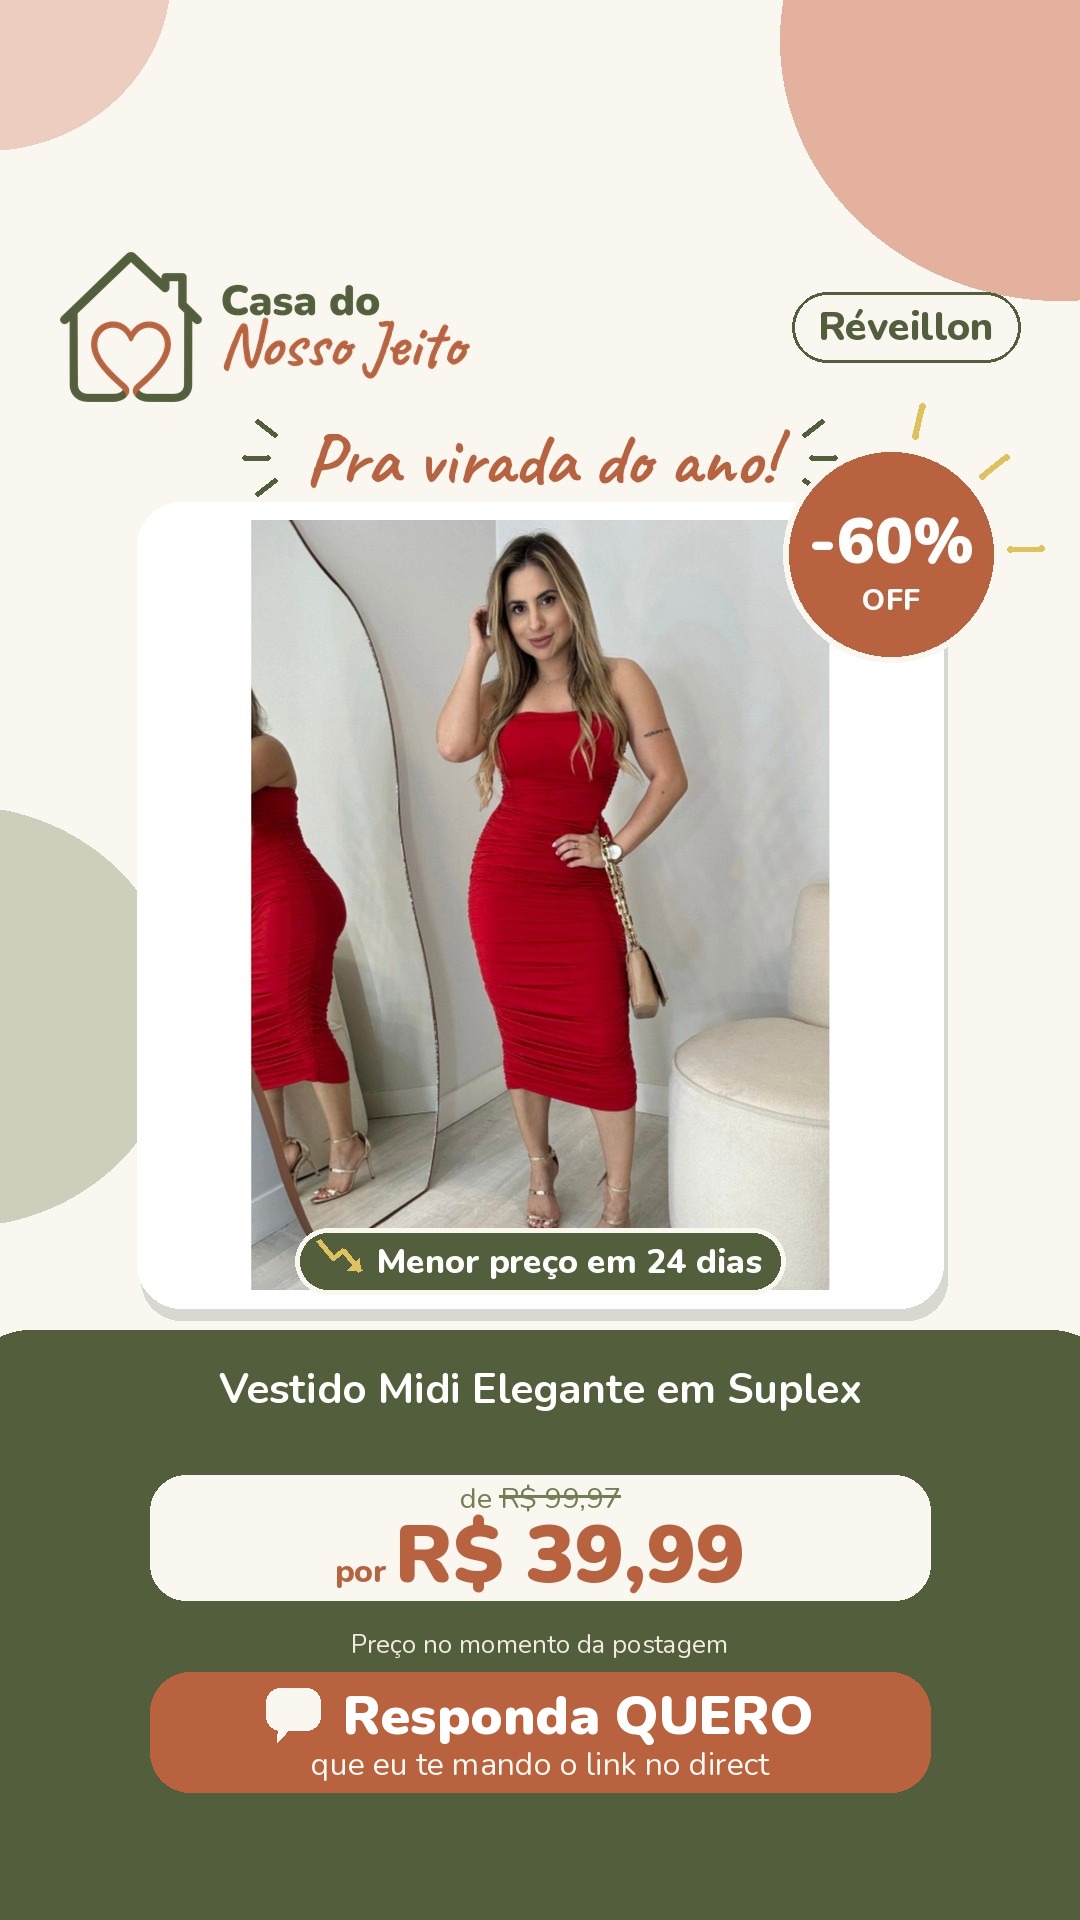 Casa do
Nosso Jeito
Réveillon
Pra virada do ano!
-60%
OFF
Menor preço em 24 dias
Vestido Midi Elegante em Suplex
de R$ 99,97
por R$ 39,99
Preço no momento da postagem
Responda QUERO
que eu te mando o link no direct